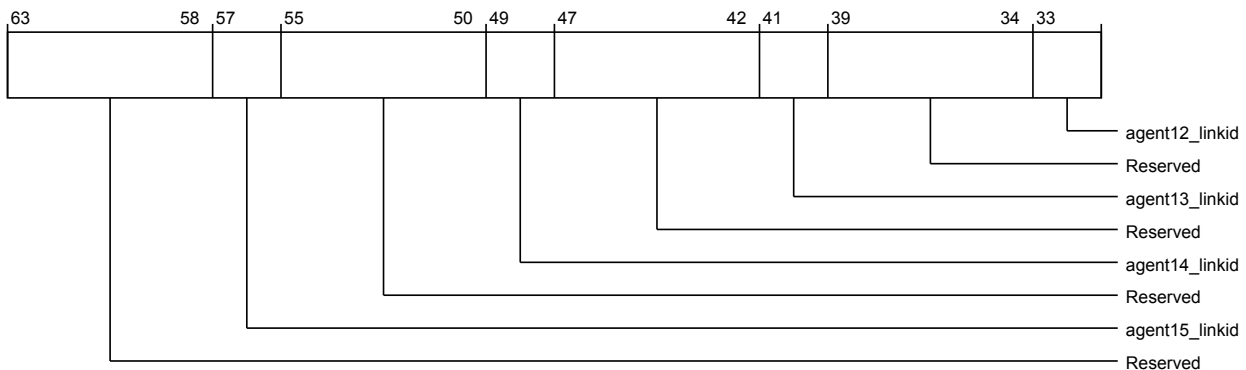 63 58 57 55 50 49 47 42 41 39 34 33
agent12_linkid
Reserved
agent13_linkid
Reserved
agent14_linkid
Reserved
agent15_linkid
Reserved